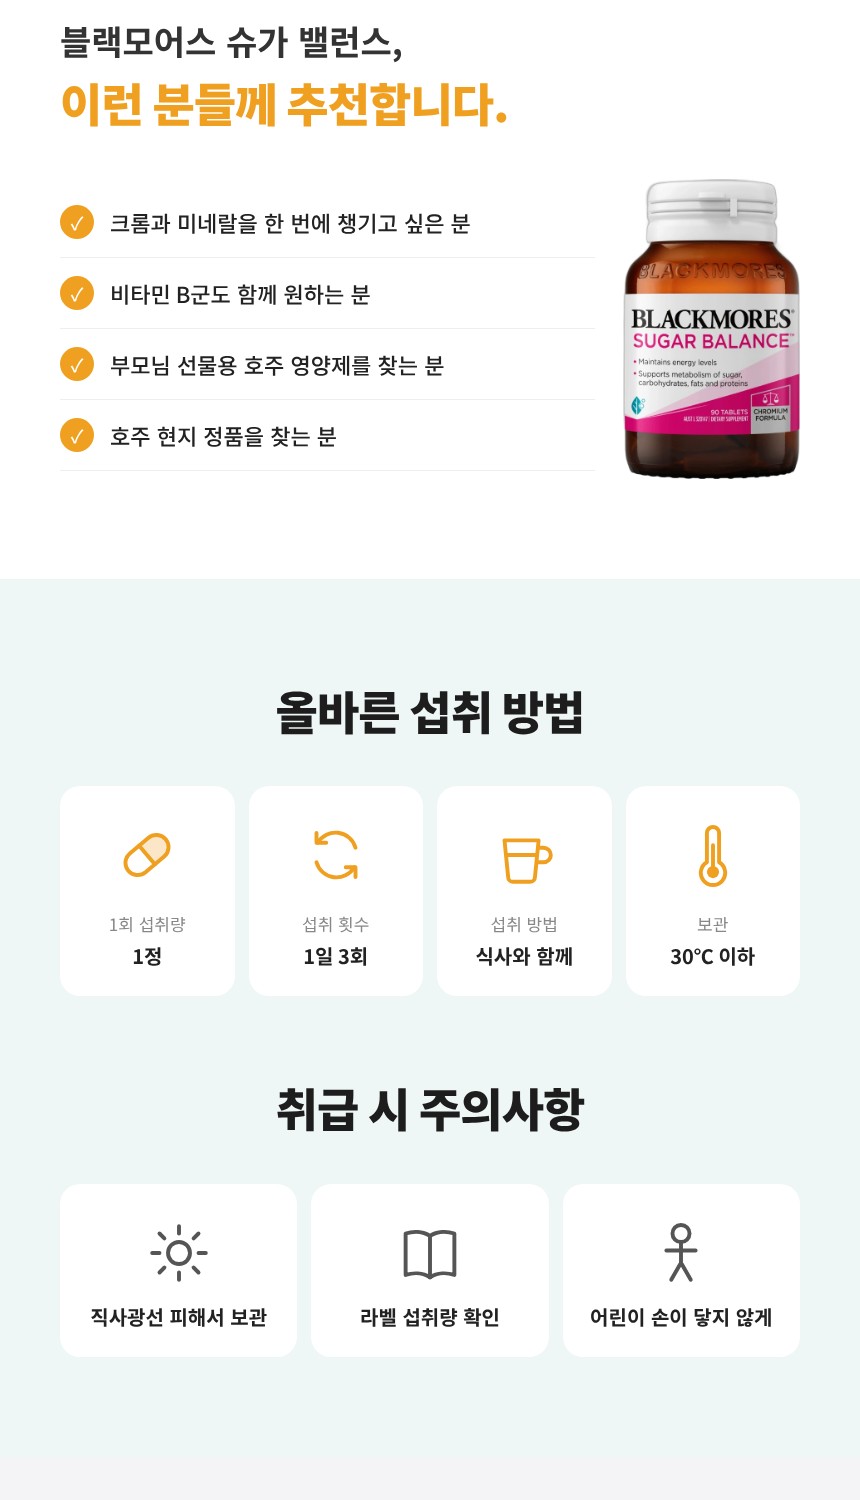 블랙모어스 슈가 밸런스,
이런 분들께 추천합니다.
크롬과 미네랄을 한 번에 챙기고 싶은 분
비타민 B군도 함께 원하는 분
부모님 선물용 호주 영양제를 찾는 분
호주 현지 정품을 찾는 분
BLACKMORES
BLACKMORES
SUGAR BALANCE
• Maintains energy levels
• Supports metabolism of sugar,
carbohydrates, fats and proteins
90 TABLETS
DIETARY SUPPLEMENT
CHROMIUM
FORMULA
올바른 섭취 방법
1회 섭취량
1정
섭취 횟수
1일 3회
섭취 방법
식사와 함께
보관
30℃ 이하
취급 시 주의사항
직사광선 피해서 보관
라벨 섭취량 확인
어린이 손이 닿지 않게